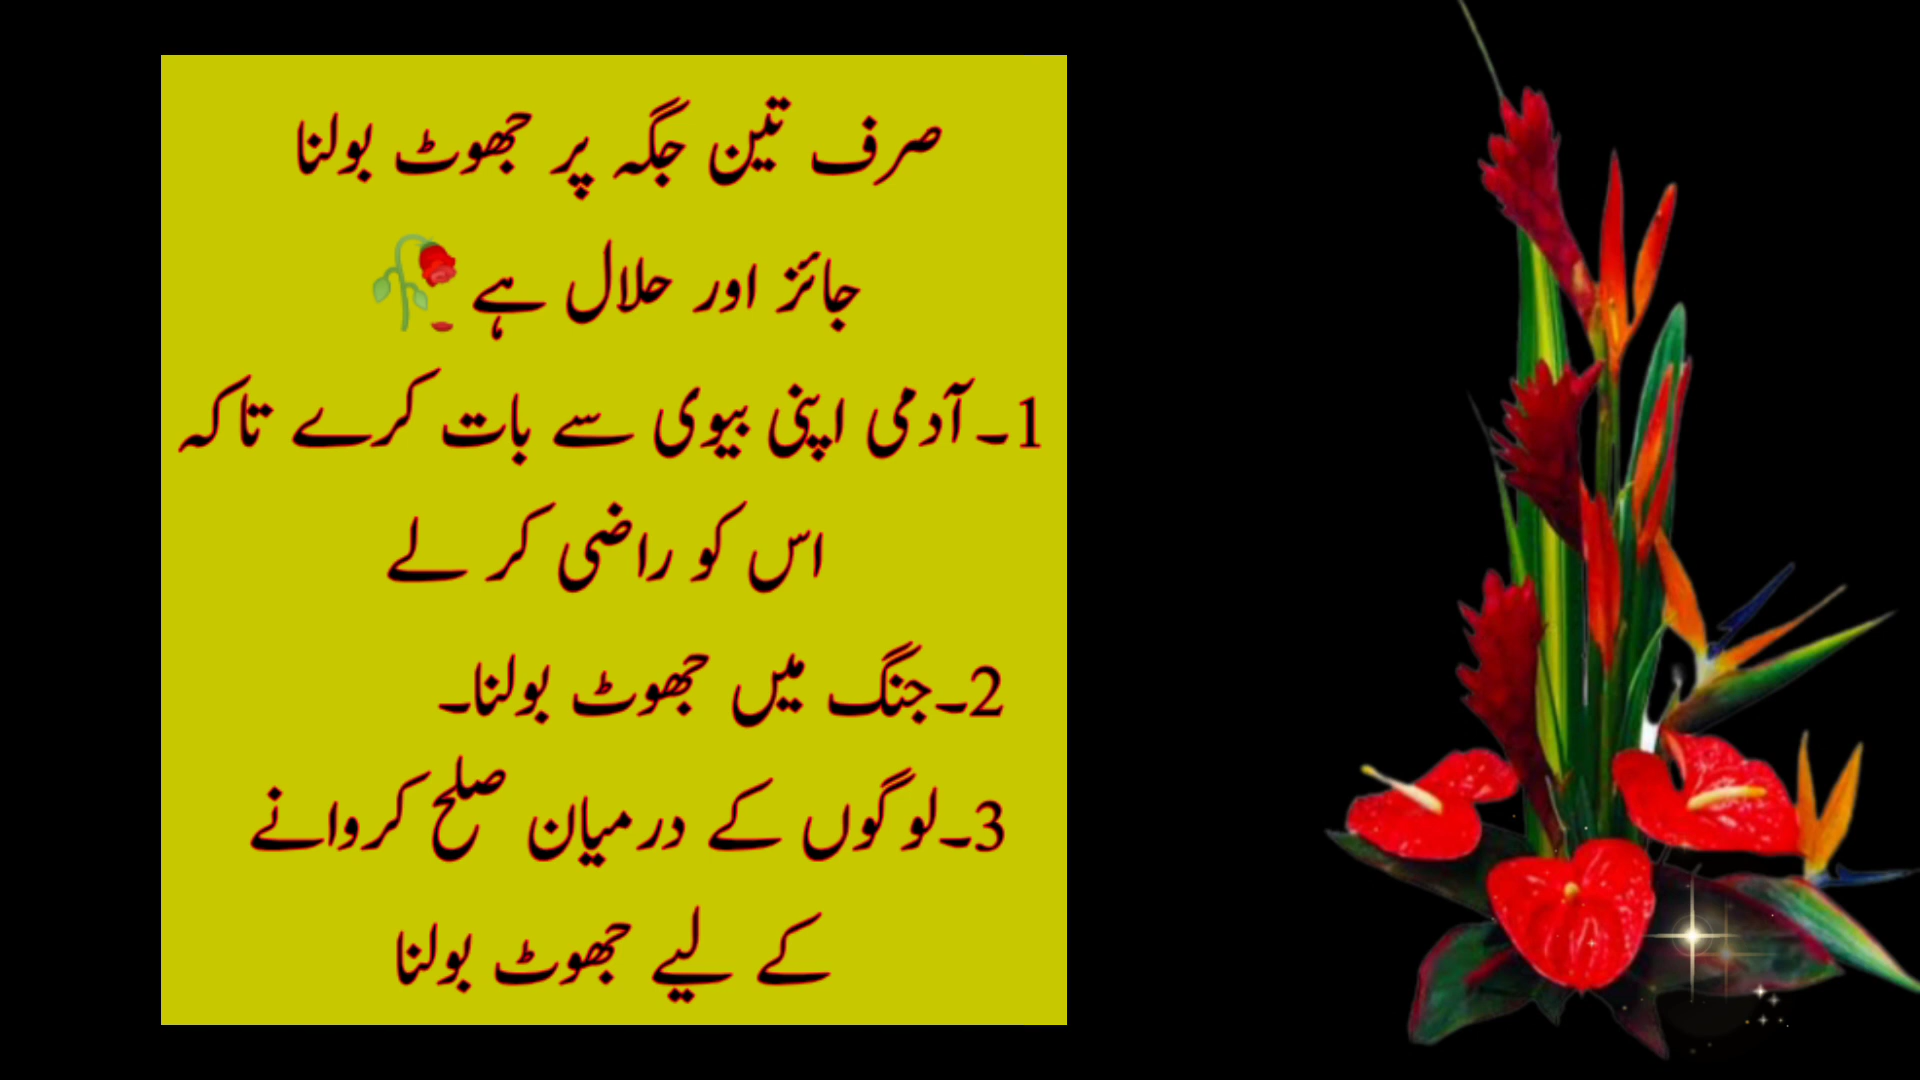 صرف تین جگہ پر جھوٹ بولنا
جائز اور حلال ہے🥀
1۔آدمی اپنی بیوی سے بات کرے تاکہ
اس کو راضی کر لے
2۔جنگ میں جھوٹ بولنا۔
3۔لوگوں کے درمیان صلح کروانے
کے لیے جھوٹ بولنا